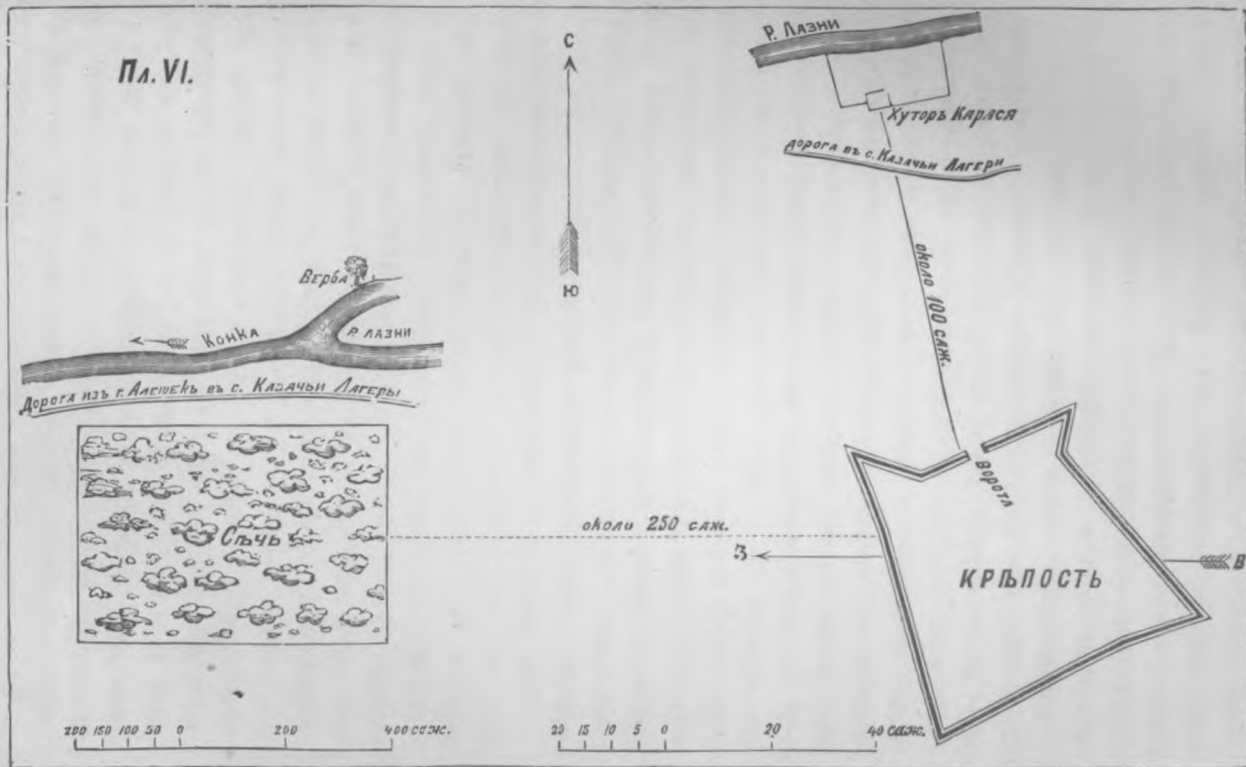 Пл. VI.
С
Ю
Р. Лазни
Хуторъ Карася
дорога въ с. Казачьи Лагери
около 100 саж.
Верба
Конка
Р. Лазни
Дорога изъ г. Алешекъ въ с. Казачьи Лагеры
Сѣчь
около 250 саж.
З
В
Ворота
КРѢПОСТЬ
200 150 100 50 0 200 400 саж.
20 15 10 5 0 20 40 саж.